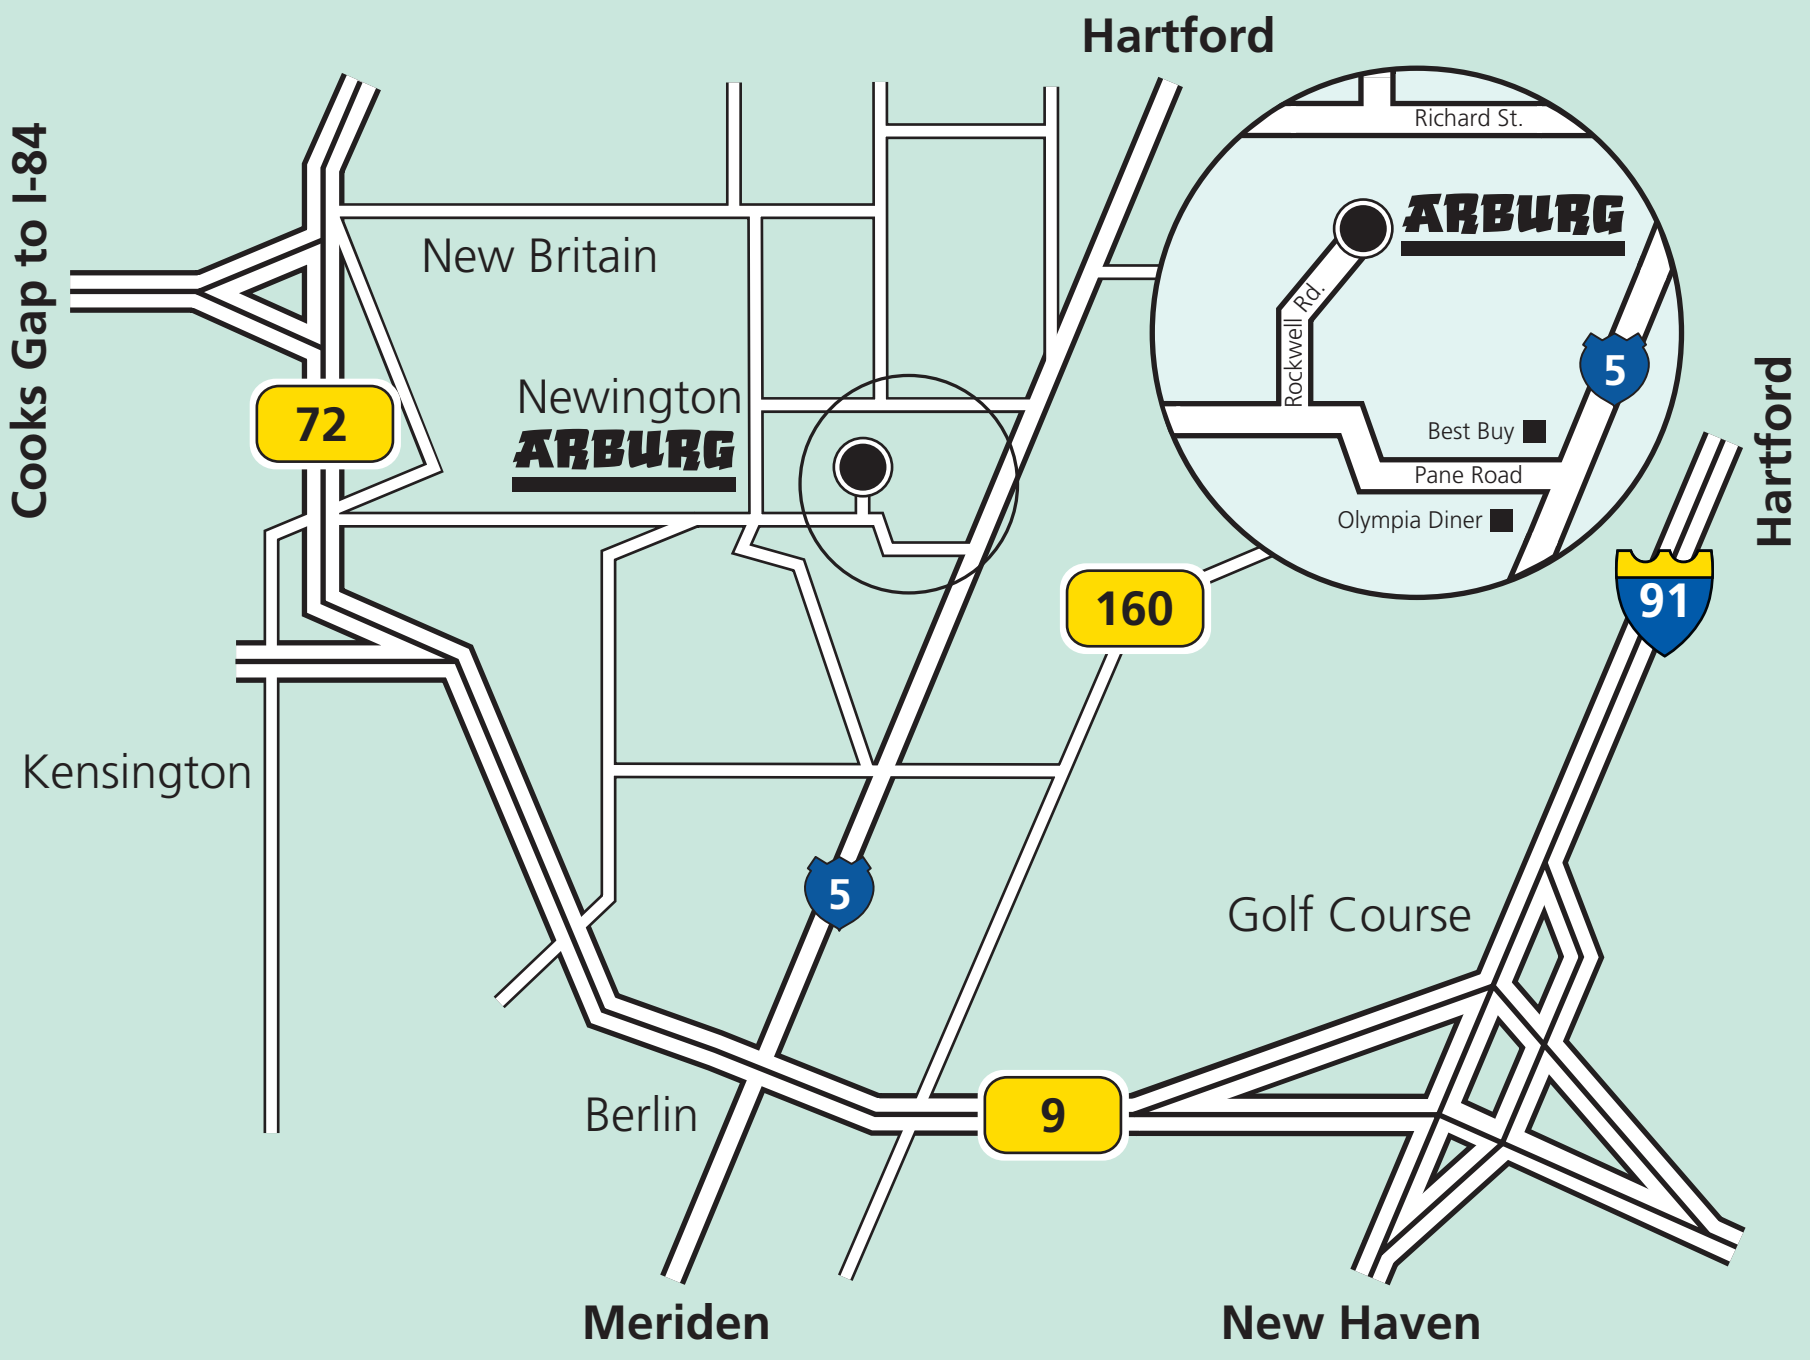 Hartford
Cooks Gap to I-84
Richard St.
ARBURG
New Britain
Rockwell Rd.
5
Hartford
Newington
ARBURG
72
Best Buy
Pane Road
Olympia Diner
160
91
Kensington
5
Golf Course
Berlin
9
Meriden
New Haven